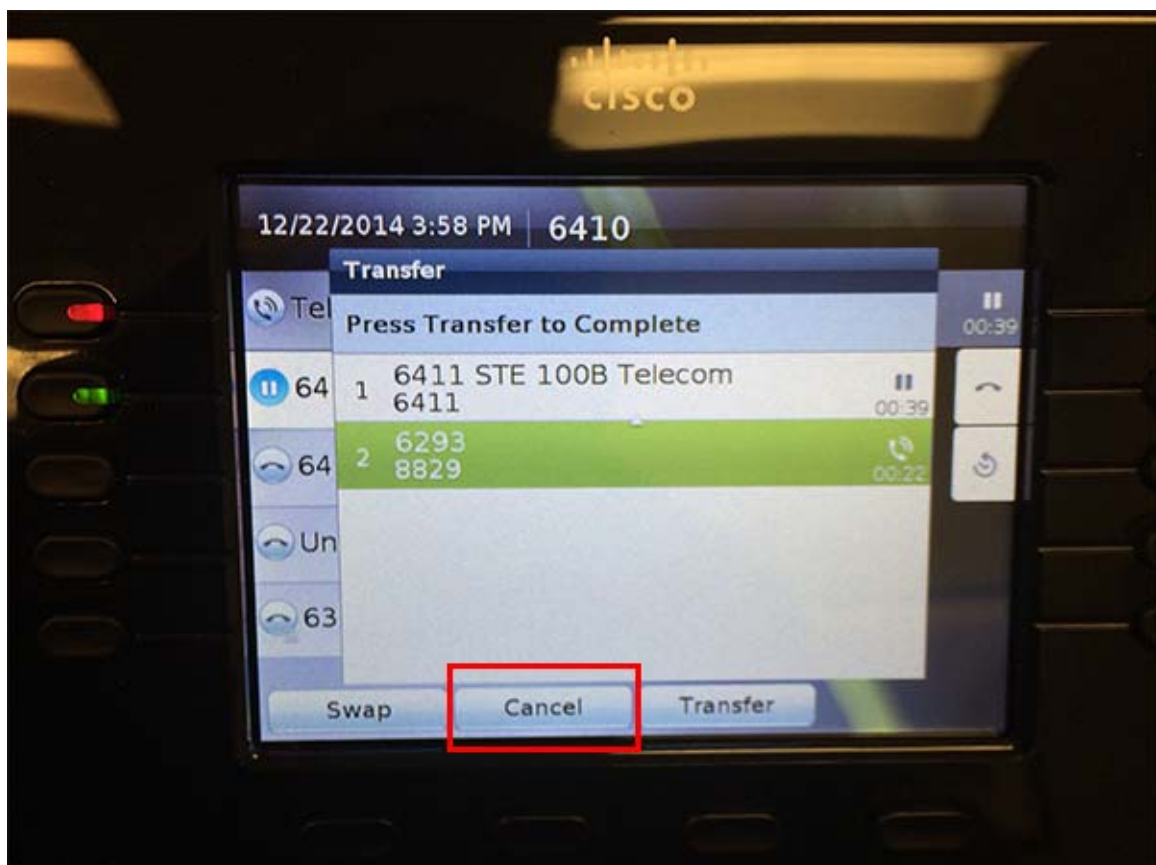 CISCO
12/22/2014 3:58 PM 6410
Transfer
Tel
Press Transfer to Complete
00:39
64
1 6411 STE 100B Telecom
6411
00:39
64
2 6293
8829
00:22
Un
63
Swap Cancel Transfer